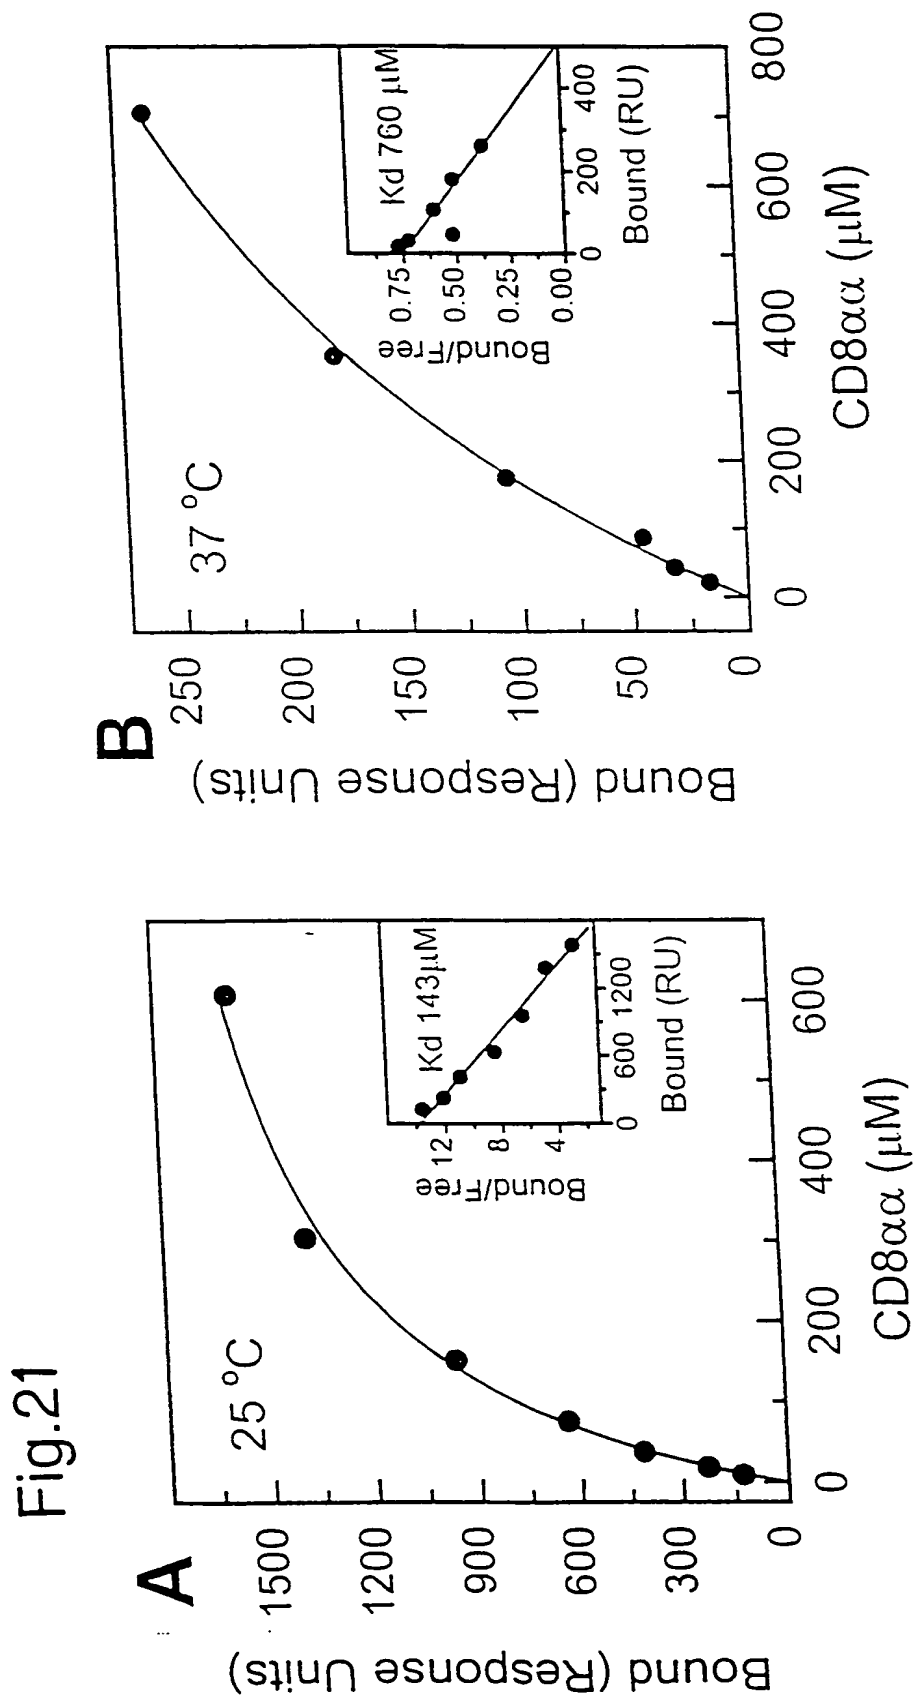 Fig.21
A
25 °C
Bound (Response Units)
1500
1200
900
600
300
0
0
200
400
600
CD8αα (µM)
Kd 143µM
Bound/Free
12
8
4
0
600
1200
Bound (RU)
B
37 °C
Bound (Response Units)
250
200
150
100
50
0
0
200
400
600
800
CD8αα (µM)
Kd 760 µM
Bound/Free
0.75
0.50
0.25
0.00
0
200
400
Bound (RU)